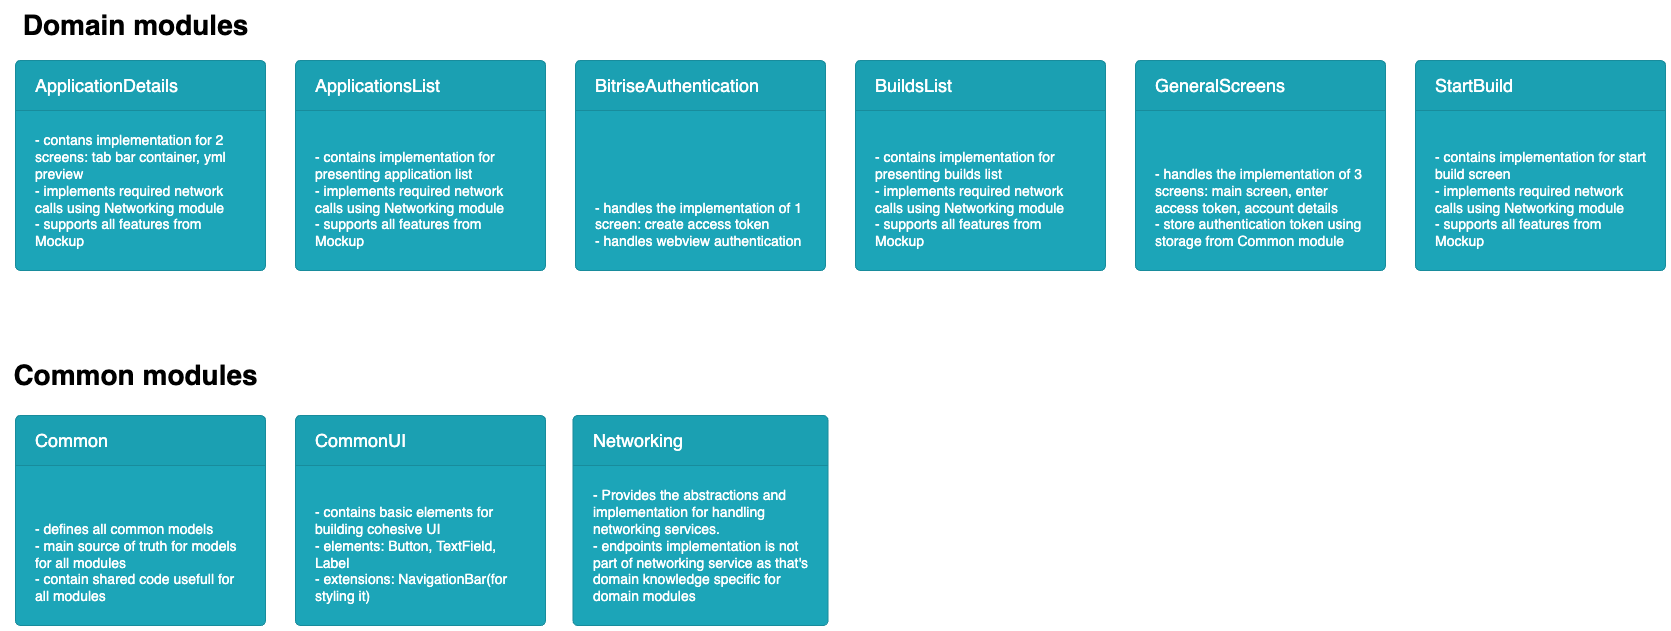 Domain modules
ApplicationDetails
- contans implementation for 2
screens: tab bar container, yml
preview
- implements required network
calls using Networking module
- supports all features from
Mockup
ApplicationsList
- contains implementation for
presenting application list
- implements required network
calls using Networking module
- supports all features from
Mockup
BitriseAuthentication
- handles the implementation of 1
screen: create access token
- handles webview authentication
BuildsList
- contains implementation for
presenting builds list
- implements required network
calls using Networking module
- supports all features from
Mockup
GeneralScreens
- handles the implementation of 3
screens: main screen, enter
access token, account details
- store authentication token using
storage from Common module
StartBuild
- contains implementation for start
build screen
- implements required network
calls using Networking module
- supports all features from
Mockup
Common modules
Common
- defines all common models
- main source of truth for models
for all modules
- contain shared code usefull for
all modules
CommonUI
- contains basic elements for
building cohesive UI
- elements: Button, TextField,
Label
- extensions: NavigationBar(for
styling it)
Networking
- Provides the abstractions and
implementation for handling
networking services.
- endpoints implementation is not
part of networking service as that's
domain knowledge specific for
domain modules